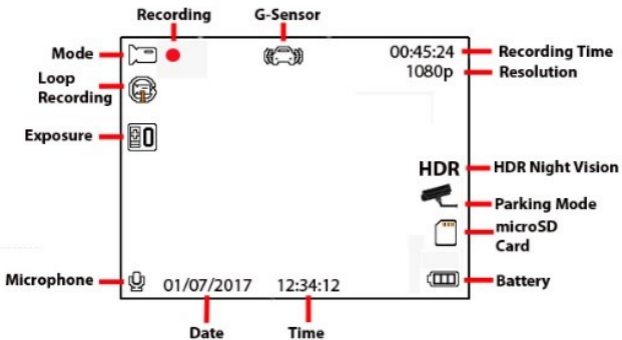 Recording
G-Sensor
Mode
00:45:24
Recording Time
1080p
Resolution
Loop
Recording
Exposure
0
HDR
HDR Night Vision
Parking Mode
microSD
Card
Microphone
01/07/2017
12:34:12
Battery
Date
Time